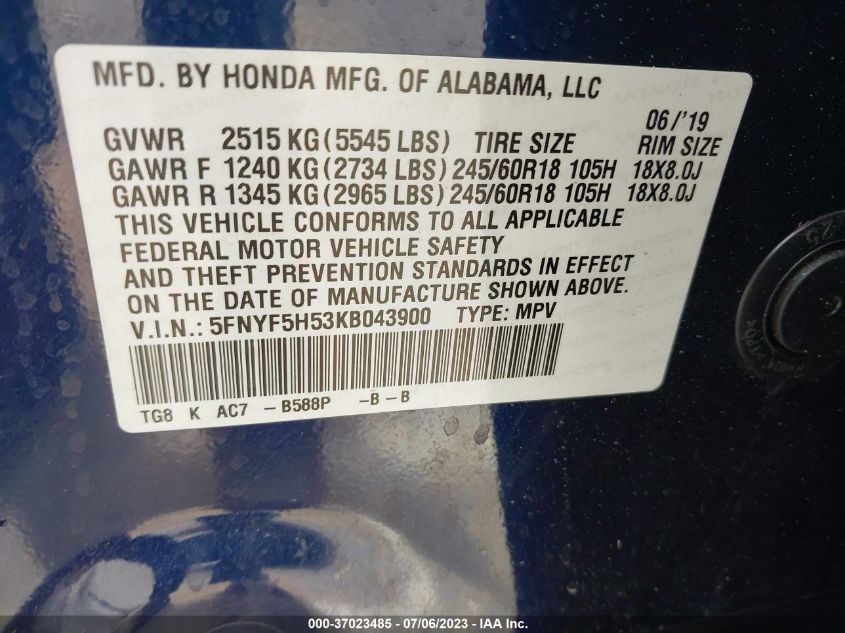 MFD. BY HONDA MFG. OF ALABAMA, LLC
06/'19
GVWR 2515 KG (5545 LBS) TIRE SIZE RIM SIZE
GAWR F 1240 KG (2734 LBS) 245/60R18 105H 18X8.0J
GAWR R 1345 KG (2965 LBS) 245/60R18 105H 18X8.0J
THIS VEHICLE CONFORMS TO ALL APPLICABLE
FEDERAL MOTOR VEHICLE SAFETY
AND THEFT PREVENTION STANDARDS IN EFFECT
ON THE DATE OF MANUFACTURE SHOWN ABOVE.
V.I.N.: 5FNYF5H53KB043900 TYPE: MPV
TG8 K AC7 - B588P -B - B
000-37023485 - 07/06/2023 - IAA Inc.